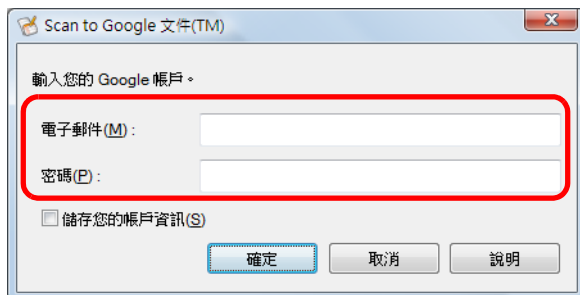 Scan to Google 文件(TM)
輸入您的 Google 帳戶。
電子郵件(M) :
密碼(P) :
儲存您的帳戶資訊(S)
確定 取消 說明